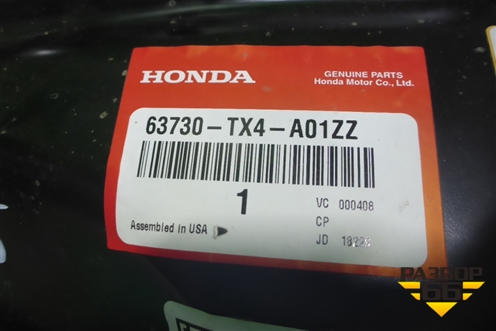 HONDA
GENUINE PARTS
Honda Motor Co., Ltd.
63730-TX4-A01ZZ
1
VC 000408
CP
Assembled in USA
JD
РАЗБОР
66